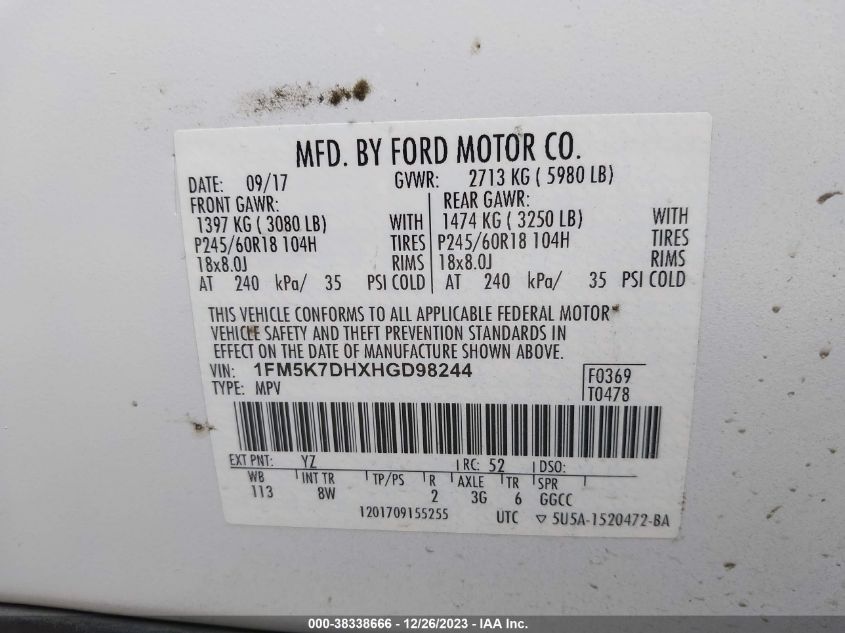 MFD. BY FORD MOTOR CO.
DATE: 09/17 GVWR: 2713 KG ( 5980 LB)
FRONT GAWR: REAR GAWR:
1397 KG ( 3080 LB) WITH 1474 KG ( 3250 LB) WITH
P245/60R18 104H TIRES P245/60R18 104H TIRES
18x8.0J RIMS 18x8.0J RIMS
AT 240 kPa/ 35 PSI COLD AT 240 kPa/ 35 PSI COLD
THIS VEHICLE CONFORMS TO ALL APPLICABLE FEDERAL MOTOR
VEHICLE SAFETY AND THEFT PREVENTION STANDARDS IN
EFFECT ON THE DATE OF MANUFACTURE SHOWN ABOVE.
VIN: 1FM5K7DHXHGD98244 F0369
TYPE: MPV T0478
EXT PNT: YZ RC: 52 DSO:
WB INT TR TP/PS R AXLE TR SPR
113 8W 2 3G 6 GGCC
1201709155255 UTC ▽ 5U5A-1520472-BA
000-38338666 - 12/26/2023 - IAA Inc.